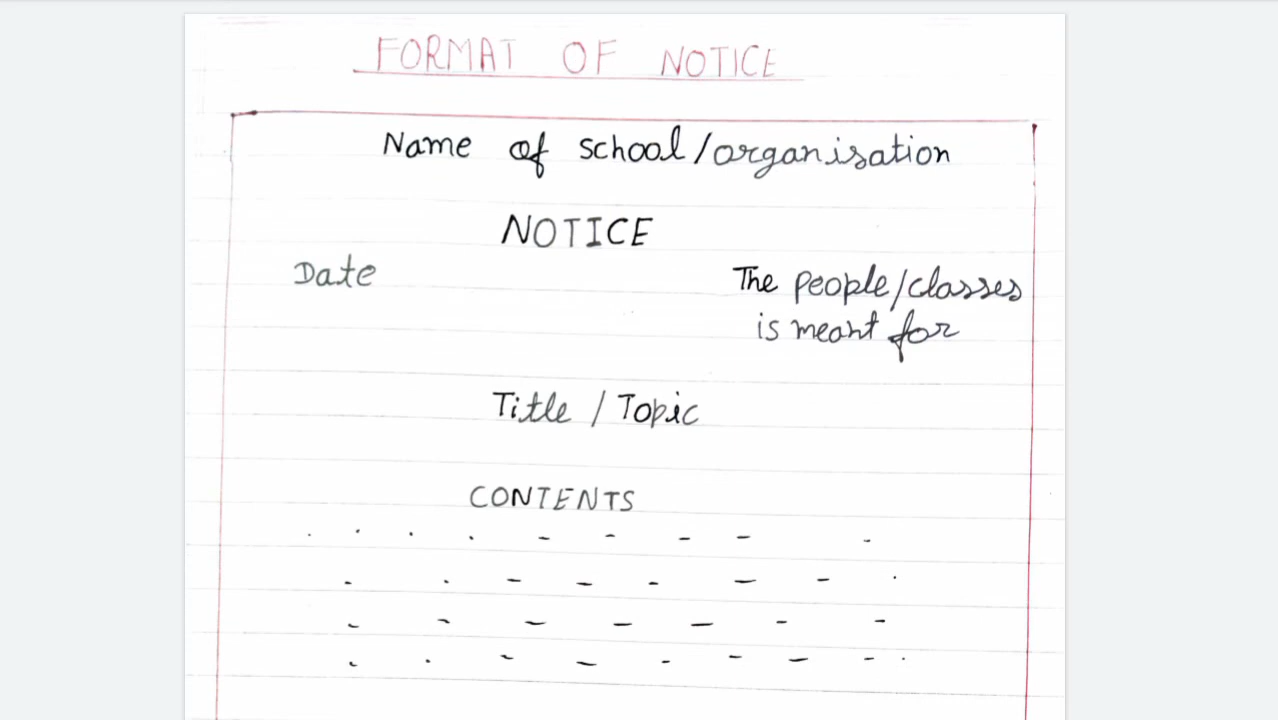 FORMAT OF NOTICE
Name of school/organisation
NOTICE
Date
The people/classes
is meant for
Title / Topic
CONTENTS